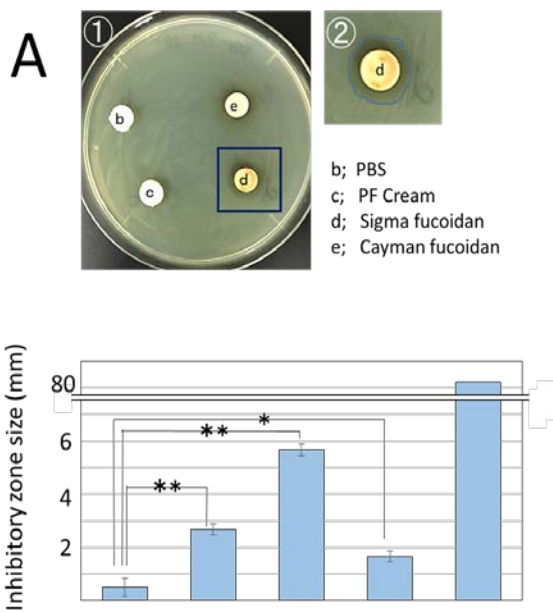 A
①
②
b
e
c
d
d
b; PBS
c; PF Cream
d; Sigma fucoidan
e; Cayman fucoidan
Inhibitory zone size (mm)
80
6
4
2
*
**
**